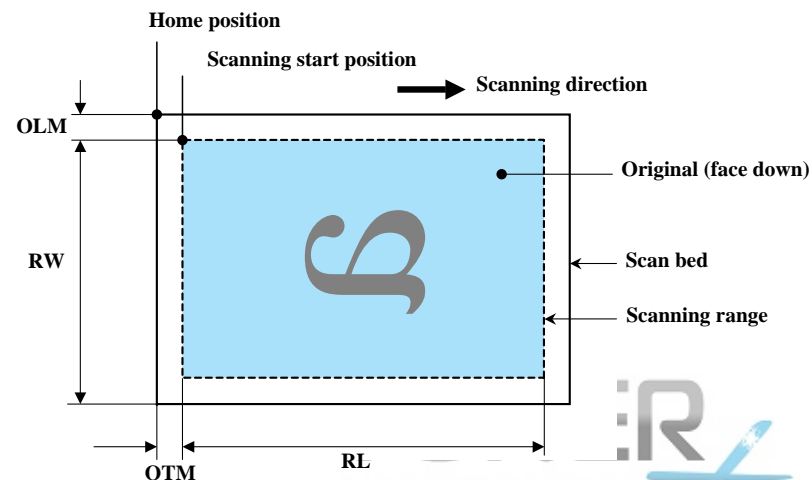 Home position
Scanning start position
Scanning direction
OLM
Original (face down)
RW
Scan bed
Scanning range
RL
OTM